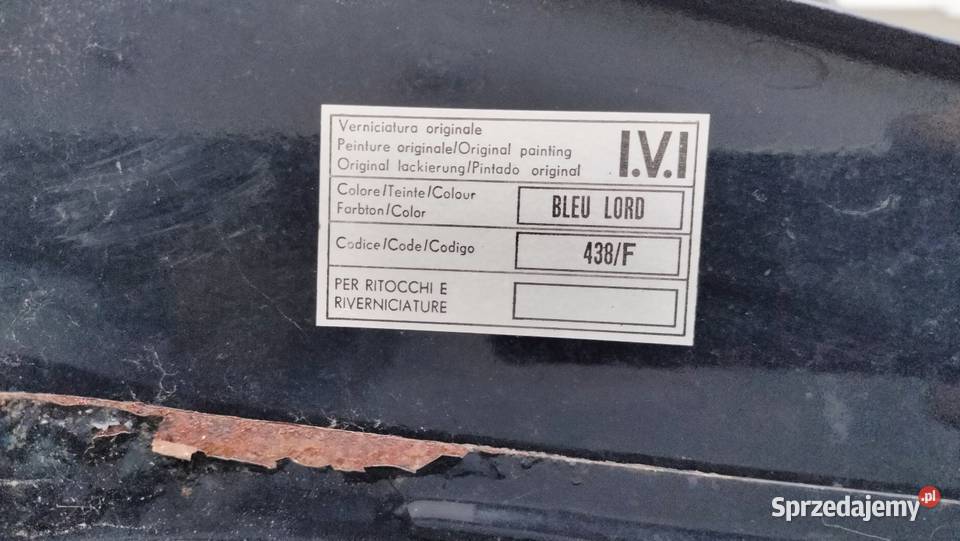 Verniciatura originale
Peinture originale/Original painting
Original lackierung/Pintado original
I.V.I
Colore/Teinte/Colour
Farbton/Color
BLEU LORD
Codice/Code/Codigo
438/F
PER RITOCCHI E
RIVERNICIATURE
Sprzedajemy.pl